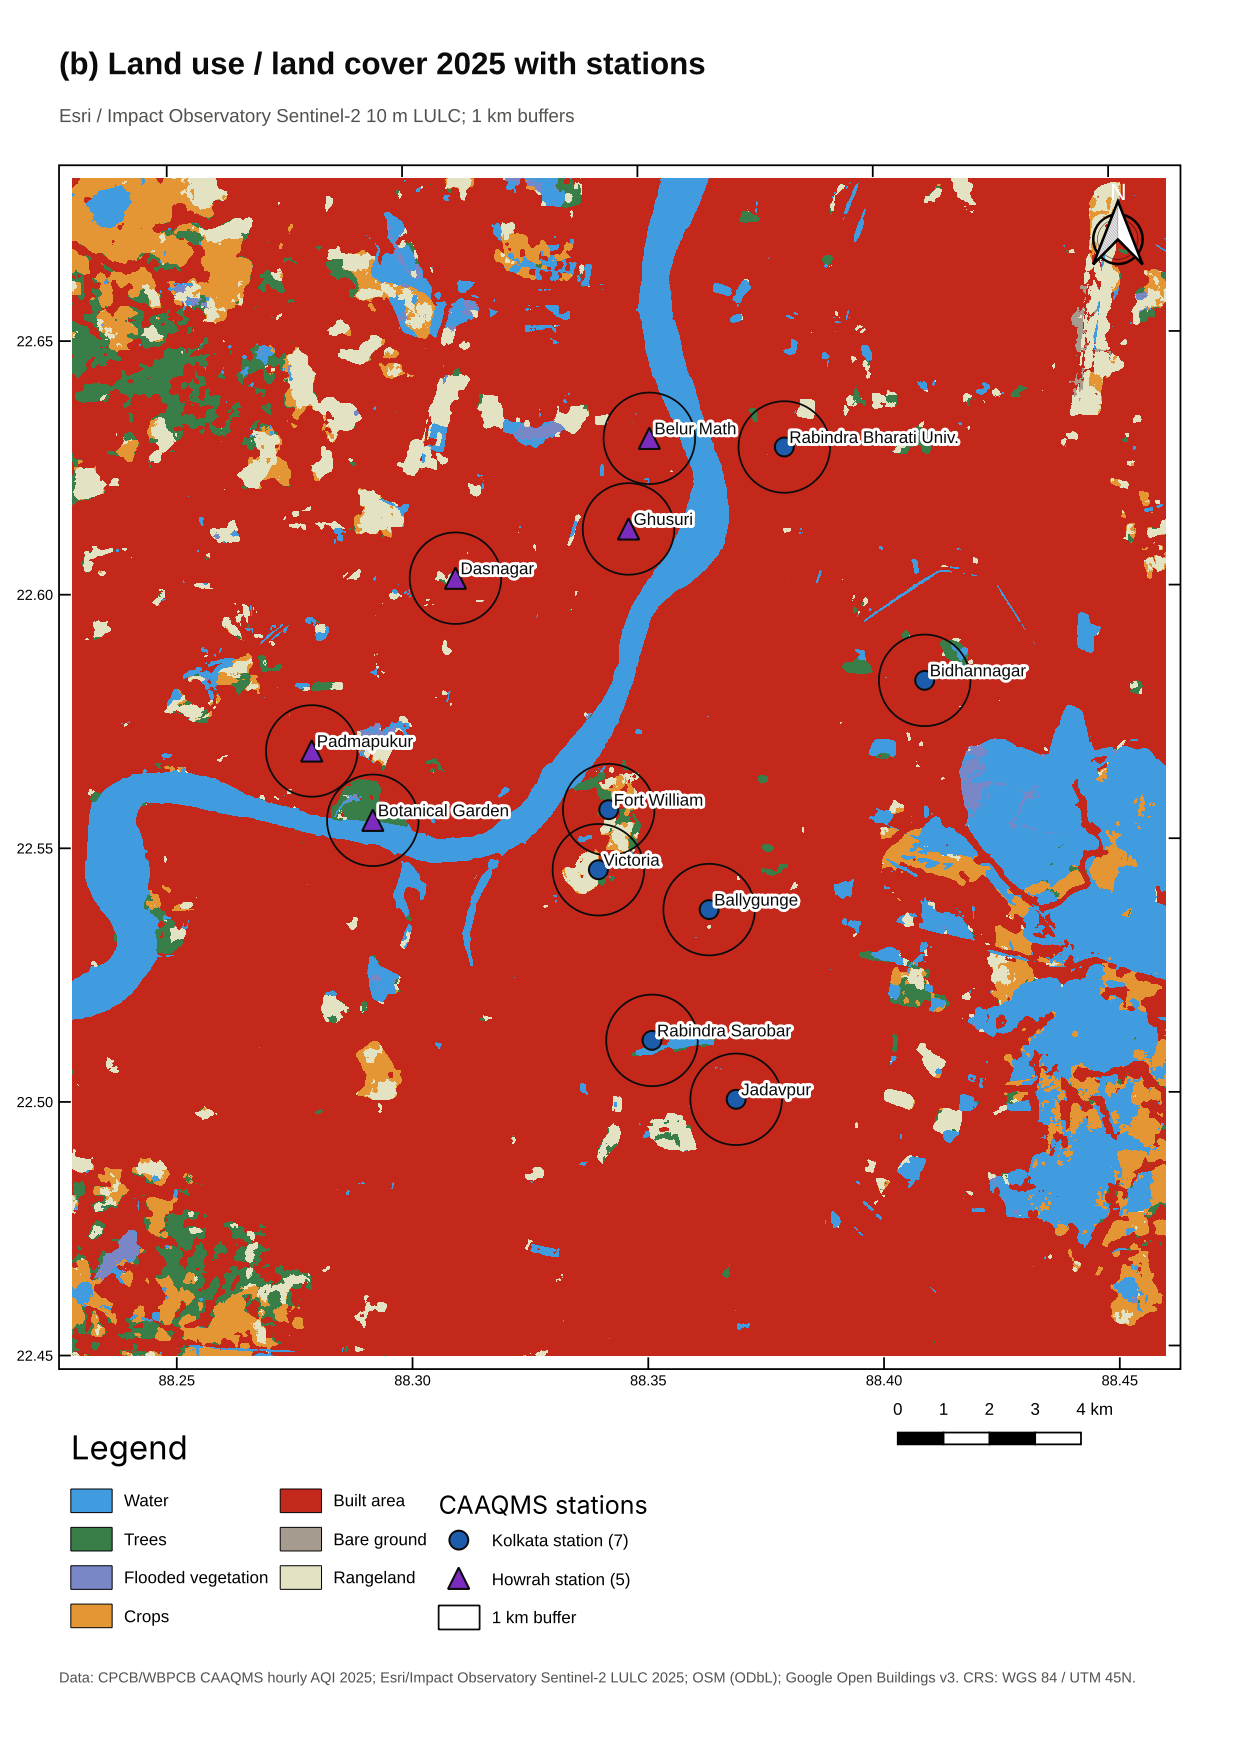 (b) Land use / land cover 2025 with stations
Esri / Impact Observatory Sentinel-2 10 m LULC; 1 km buffers
N
22.65
Belur Math
Rabindra Bharati Univ.
Ghusuri
Dasnagar
22.60
Bidhannagar
Padmapukur
Fort William
Botanical Garden
22.55
Victoria
Ballygunge
Rabindra Sarobar
Jadavpur
22.50
22.45
88.25 88.30 88.35 88.40 88.45
0 1 2 3 4 km
Legend
Water
Trees
Flooded vegetation
Crops
Built area
Bare ground
Rangeland
CAAQMS stations
Kolkata station (7)
Howrah station (5)
1 km buffer
Data: CPCB/WBPCB CAAQMS hourly AQI 2025; Esri/Impact Observatory Sentinel-2 LULC 2025; OSM (ODbL); Google Open Buildings v3. CRS: WGS 84 / UTM 45N.